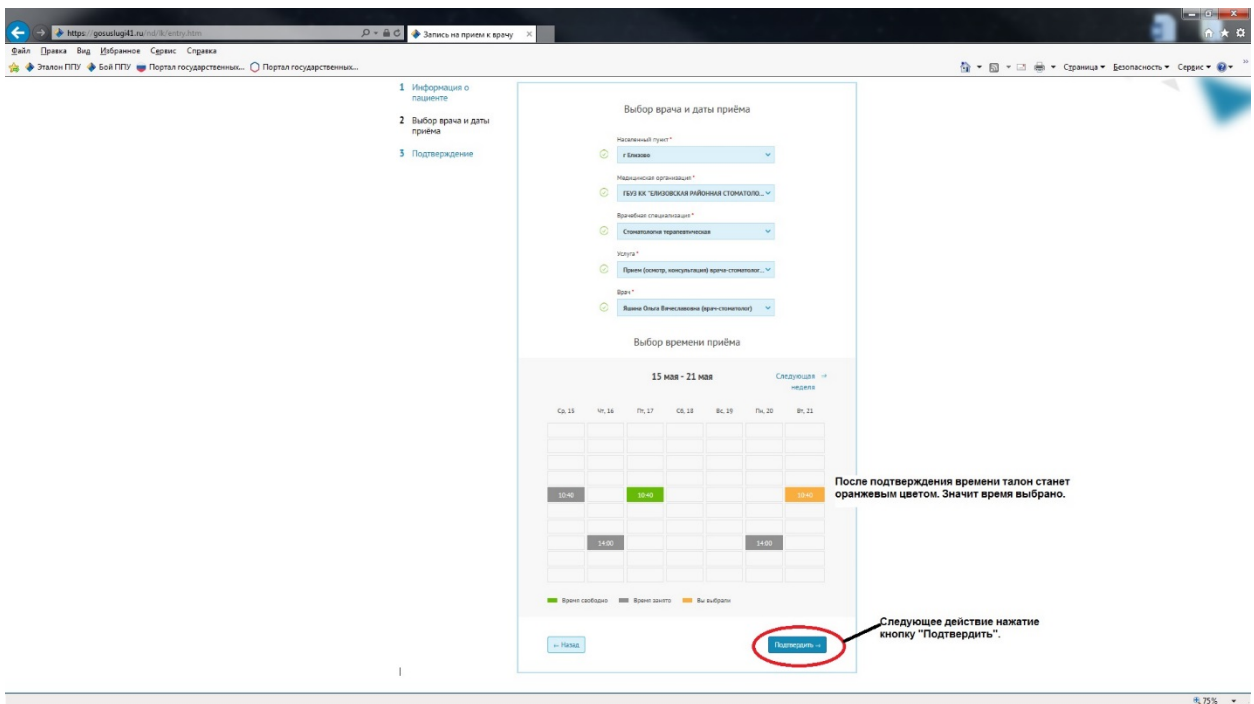 https://gosuslugi41.ru/nd/lk/entry.htm
Запись на прием к врачу
Файл Правка Вид Избранное Сервис Справка
Эталон ППУ Бой ППУ Портал государственных... Портал государственных...
Страница Безопасность Сервис
1 Информация о
пациенте
2 Выбор врача и даты
приёма
3 Подтверждение
Выбор врача и даты приёма
Населенный пункт *
г Елизово
Медицинская организация *
ГБУЗ КК "ЕЛИЗОВСКАЯ РАЙОННАЯ СТОМАТОЛО...
Врачебная специализация *
Стоматология терапевтическая
Услуга *
Прием (осмотр, консультация) врача-стоматолог...
Врач *
Яшина Ольга Вячеславовна (врач-стоматолог)
Выбор времени приёма
15 мая - 21 мая
Следующая →
неделя
Ср, 15 Чт, 16 Пт, 17 Сб, 18 Вс, 19 Пн, 20 Вт, 21
10:40 10:40 10:40
14:00 14:00
Время свободно Время занято Вы выбрали
После подтверждения времени талон станет
оранжевым цветом. Значит время выбрано.
← Назад
Подтвердить →
Следующее действие нажатие
кнопку "Подтвердить".
75%